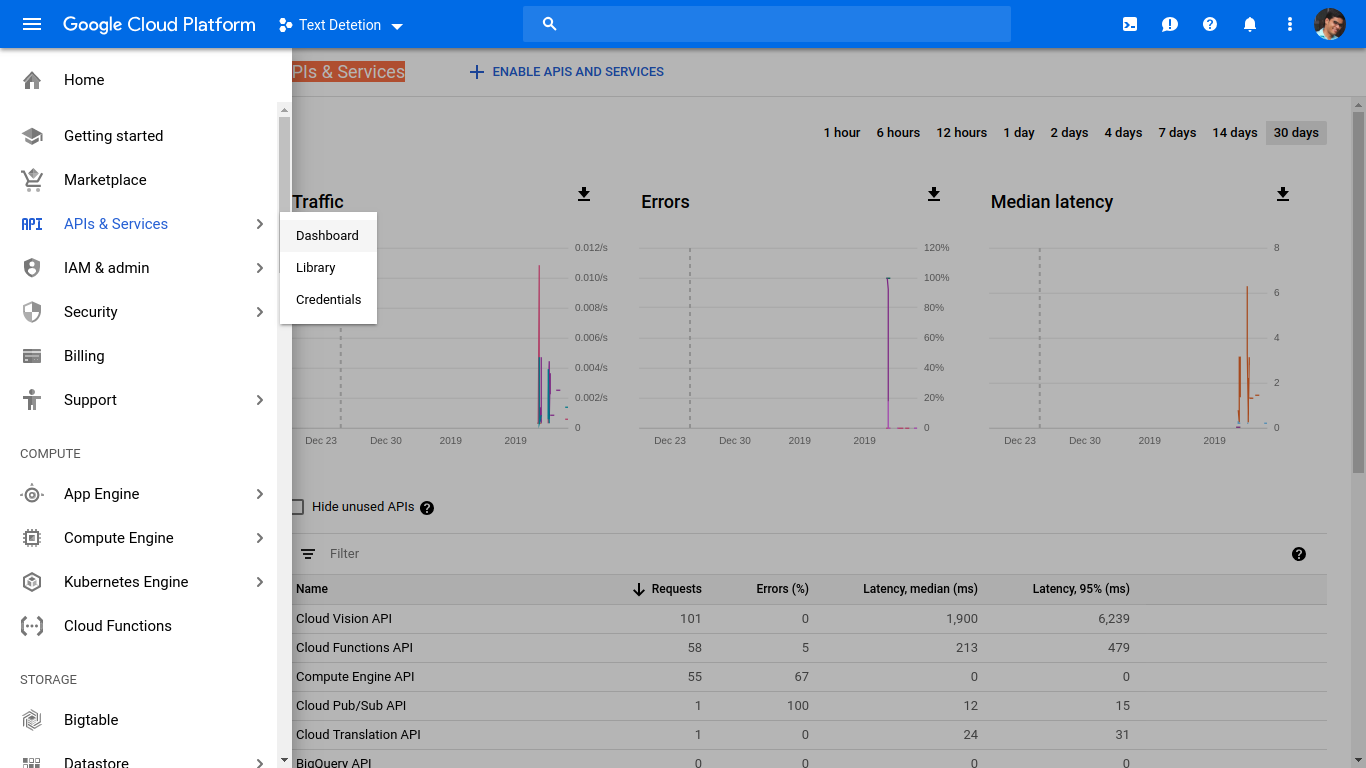 Google Cloud Platform
Text Detetion
Home
Getting started
Marketplace
APIs & Services
IAM & admin
Security
Billing
Support
COMPUTE
App Engine
Compute Engine
Kubernetes Engine
Cloud Functions
STORAGE
Bigtable
Datastore
Dashboard
Library
Credentials
PIs & Services
ENABLE APIS AND SERVICES
1 hour 6 hours 12 hours 1 day 2 days 4 days 7 days 14 days 30 days
Traffic
0.012/s
0.010/s
0.008/s
0.006/s
0.004/s
0.002/s
0
Dec 23 Dec 30 2019 2019
Errors
120%
100%
80%
60%
40%
20%
0
Dec 23 Dec 30 2019 2019
Median latency
8
6
4
2
0
Dec 23 Dec 30 2019 2019
Hide unused APIs
Filter
Name Requests Errors (%) Latency, median (ms) Latency, 95% (ms)
Cloud Vision API 101 0 1,900 6,239
Cloud Functions API 58 5 213 479
Compute Engine API 55 67 0 0
Cloud Pub/Sub API 1 100 12 15
Cloud Translation API 1 0 24 31
BigQuery API 0 0 0 0